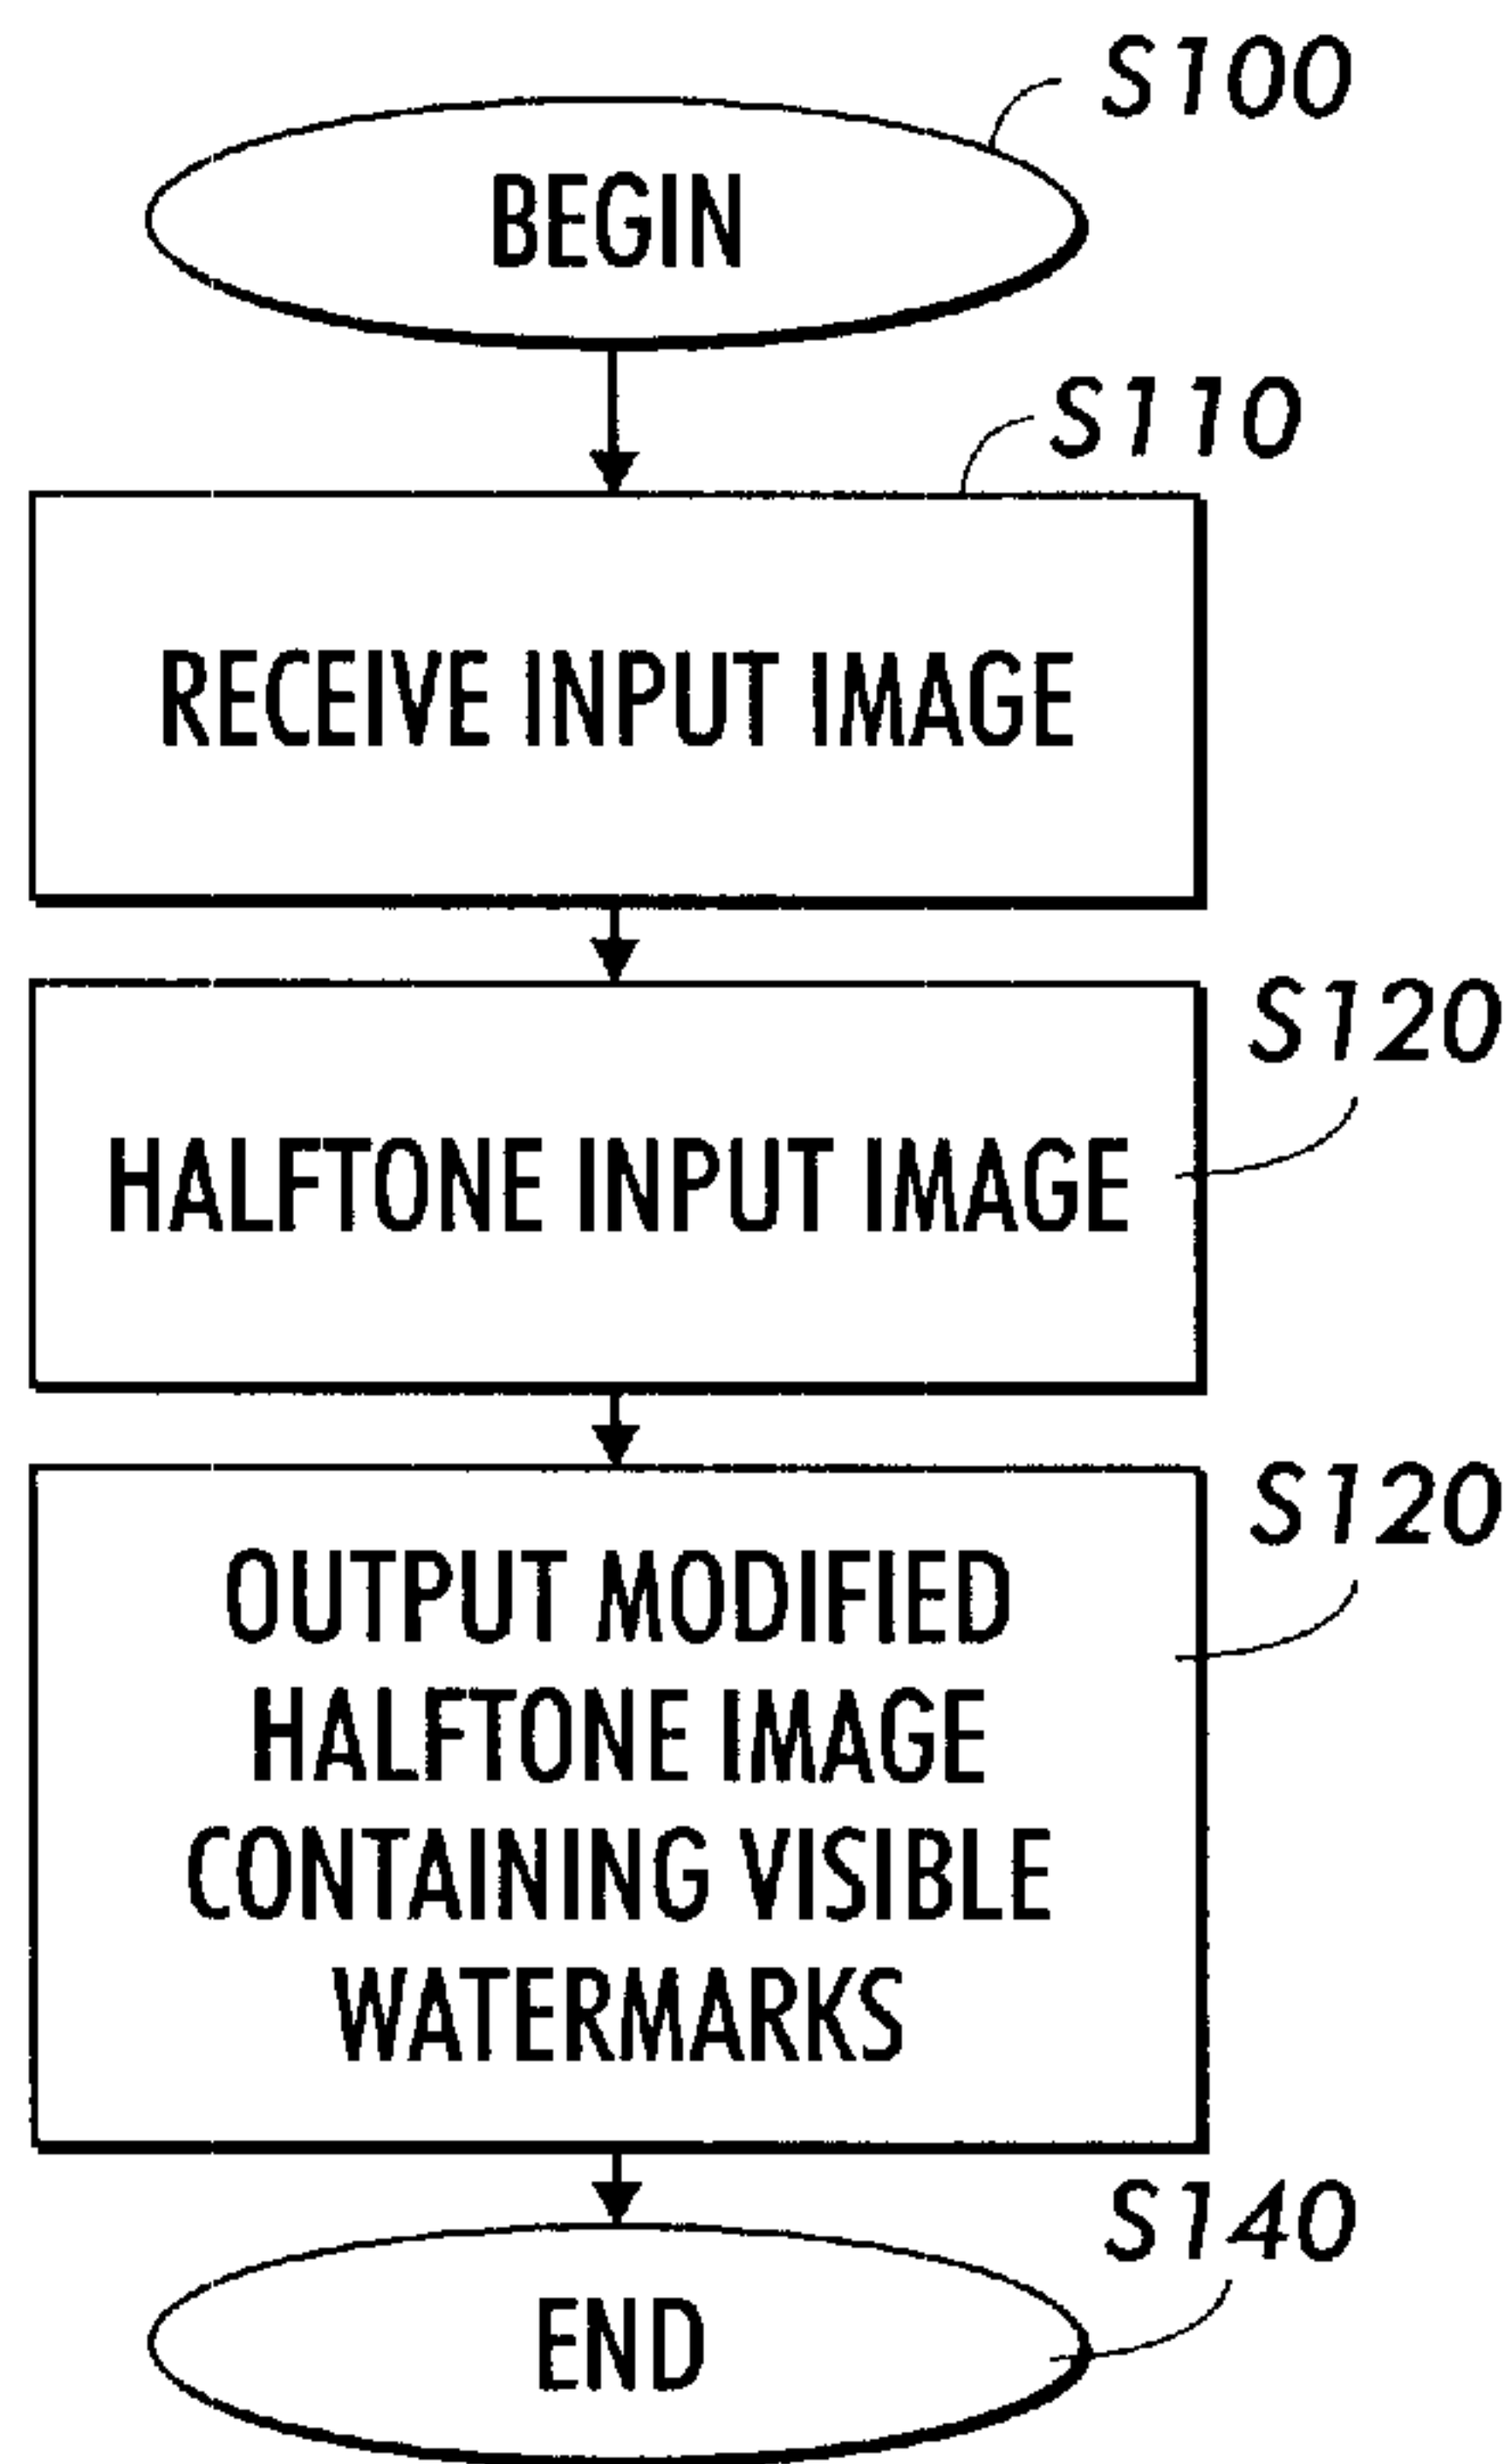 S100
BEGIN
S110
RECEIVE INPUT IMAGE
S120
HALFTONE INPUT IMAGE
S120
OUTPUT MODIFIED
HALFTONE IMAGE
CONTAINING VISIBLE
WATERMARKS
S140
END